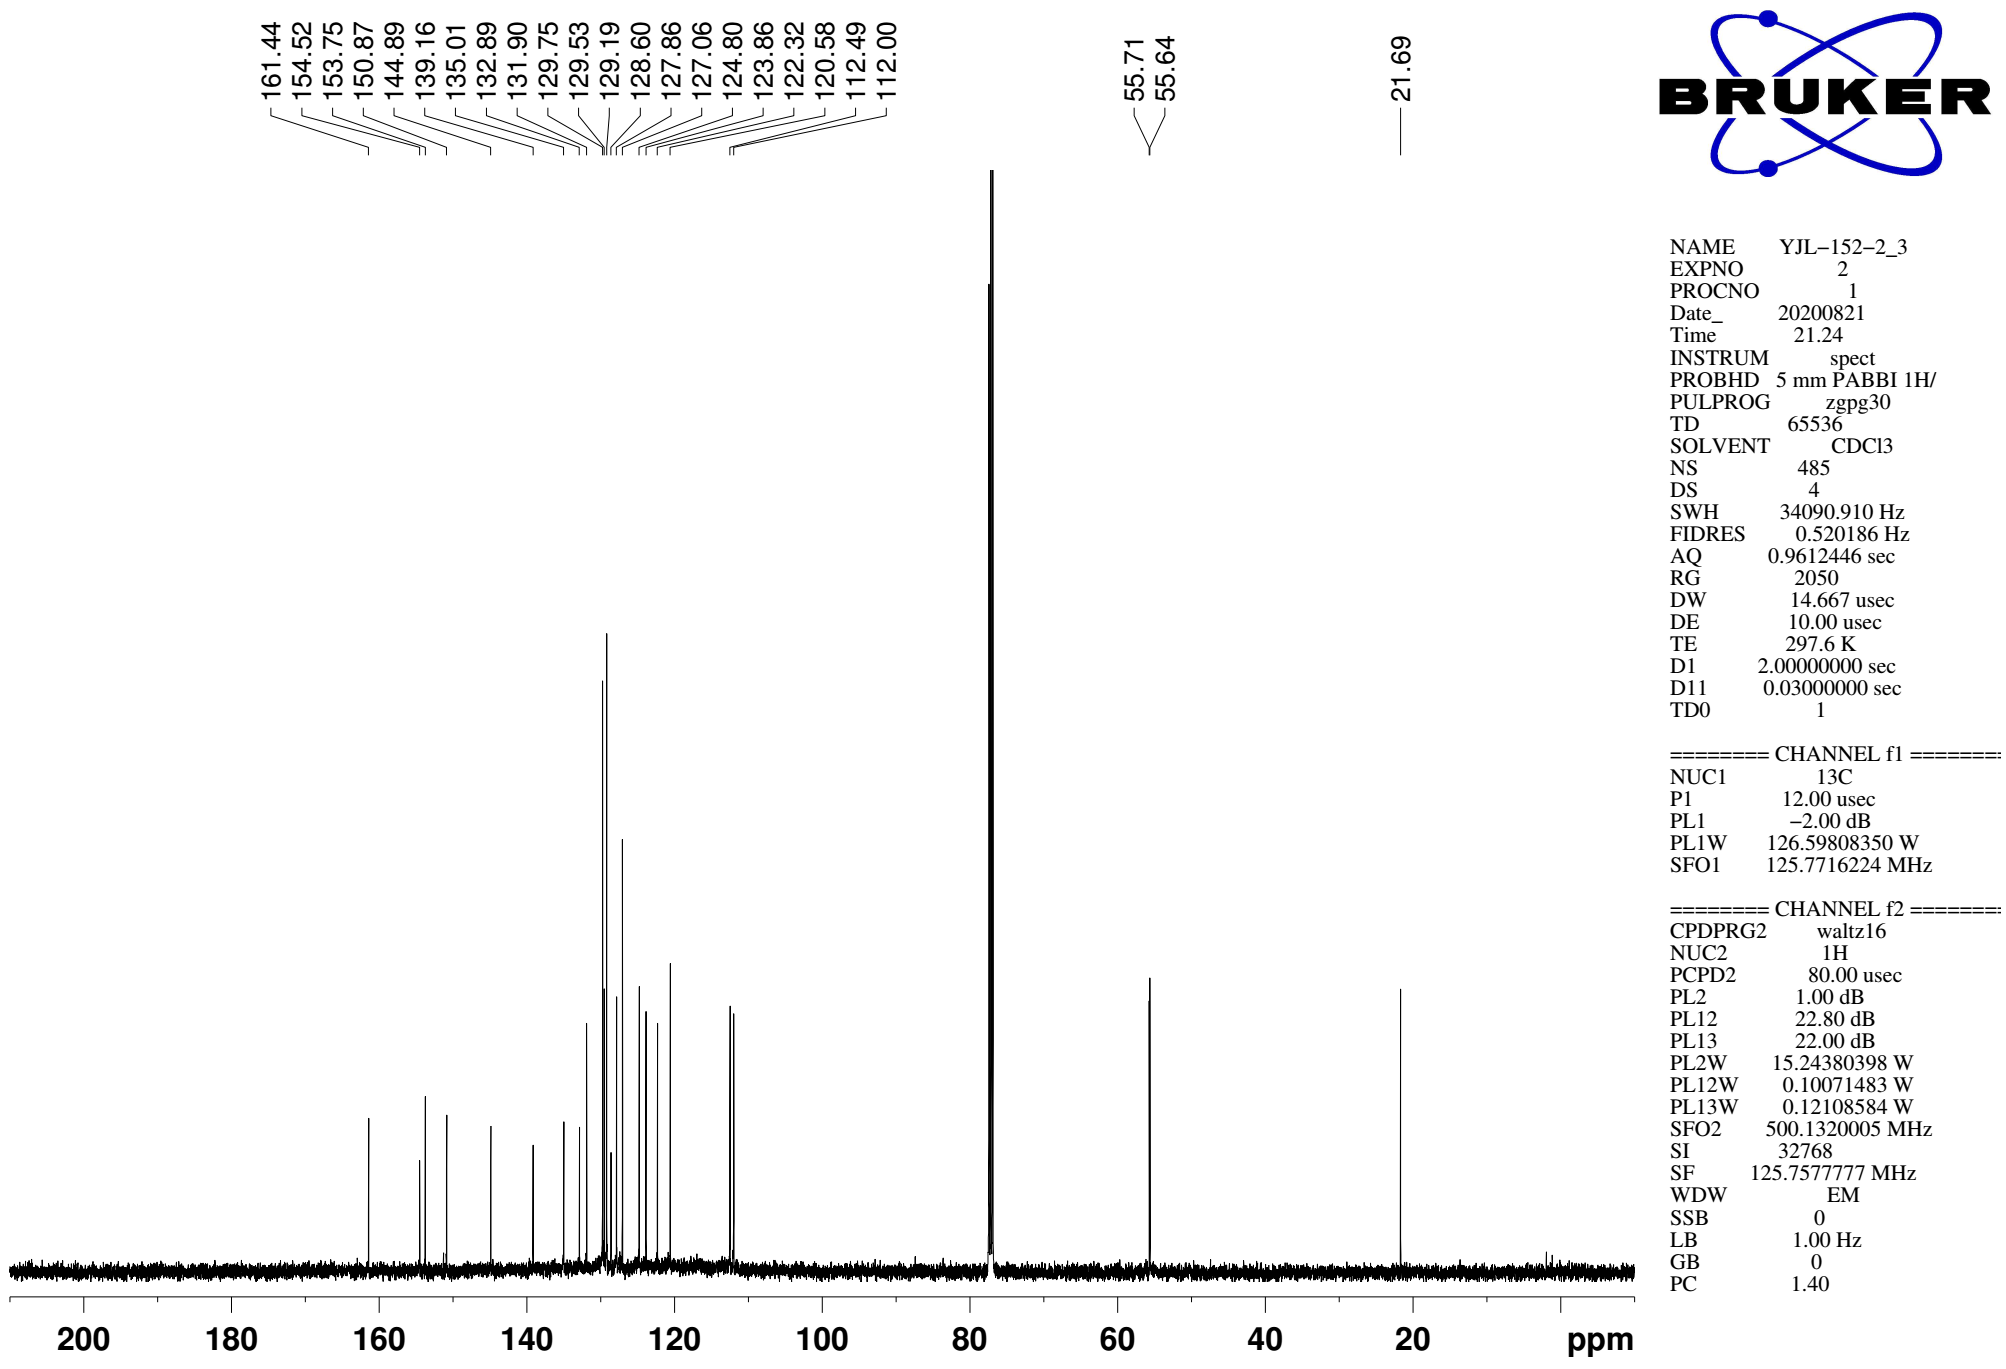 161.44
154.52
153.75
150.87
144.89
139.16
135.01
132.89
131.90
129.75
129.53
129.19
128.60
127.86
127.06
124.80
123.86
122.32
120.58
112.49
112.00
55.71
55.64
21.69
BRUKER
NAME YJL−152−2_3
EXPNO 2
PROCNO 1
Date_ 20200821
Time 21.24
INSTRUM spect
PROBHD 5 mm PABBI 1H/
PULPROG zgpg30
TD 65536
SOLVENT CDCl3
NS 485
DS 4
SWH 34090.910 Hz
FIDRES 0.520186 Hz
AQ 0.9612446 sec
RG 2050
DW 14.667 usec
DE 10.00 usec
TE 297.6 K
D1 2.00000000 sec
D11 0.03000000 sec
TD0 1
======== CHANNEL f1 ========
NUC1 13C
P1 12.00 usec
PL1 −2.00 dB
PL1W 126.59808350 W
SFO1 125.7716224 MHz
======== CHANNEL f2 ========
CPDPRG2 waltz16
NUC2 1H
PCPD2 80.00 usec
PL2 1.00 dB
PL12 22.80 dB
PL13 22.00 dB
PL2W 15.24380398 W
PL12W 0.10071483 W
PL13W 0.12108584 W
SFO2 500.1320005 MHz
SI 32768
SF 125.7577777 MHz
WDW EM
SSB 0
LB 1.00 Hz
GB 0
PC 1.40
200 180 160 140 120 100 80 60 40 20 ppm